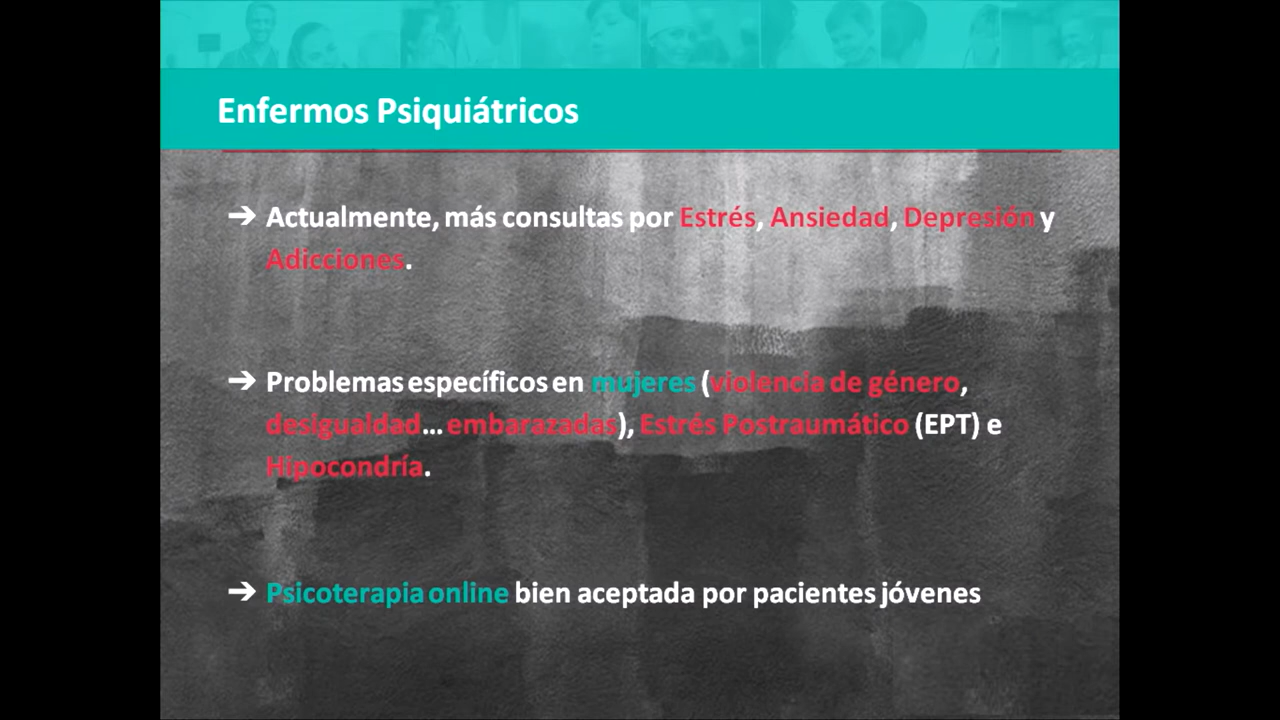 Enfermos Psiquiátricos
➔ Actualmente, más consultas por Estrés, Ansiedad, Depresión y
Adicciones.
➔ Problemas específicos en mujeres (violencia de género,
desigualdad... embarazadas), Estrés Postraumático (EPT) e
Hipocondría.
➔ Psicoterapia online bien aceptada por pacientes jóvenes